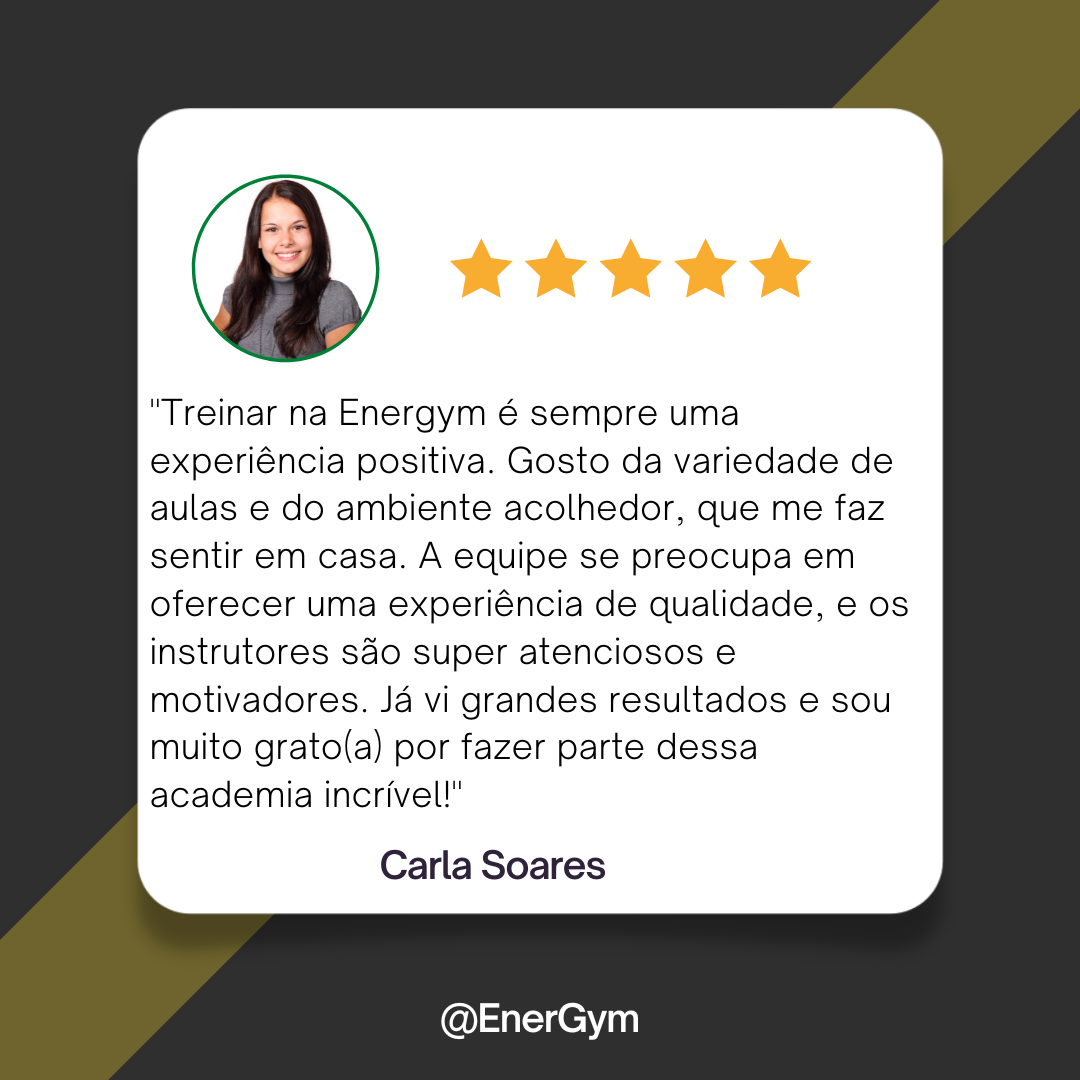 "Treinar na Energym é sempre uma
experiência positiva. Gosto da variedade de
aulas e do ambiente acolhedor, que me faz
sentir em casa. A equipe se preocupa em
oferecer uma experiência de qualidade, e os
instrutores são super atenciosos e
motivadores. Já vi grandes resultados e sou
muito grato(a) por fazer parte dessa
academia incrível!"
Carla Soares
@EnerGym